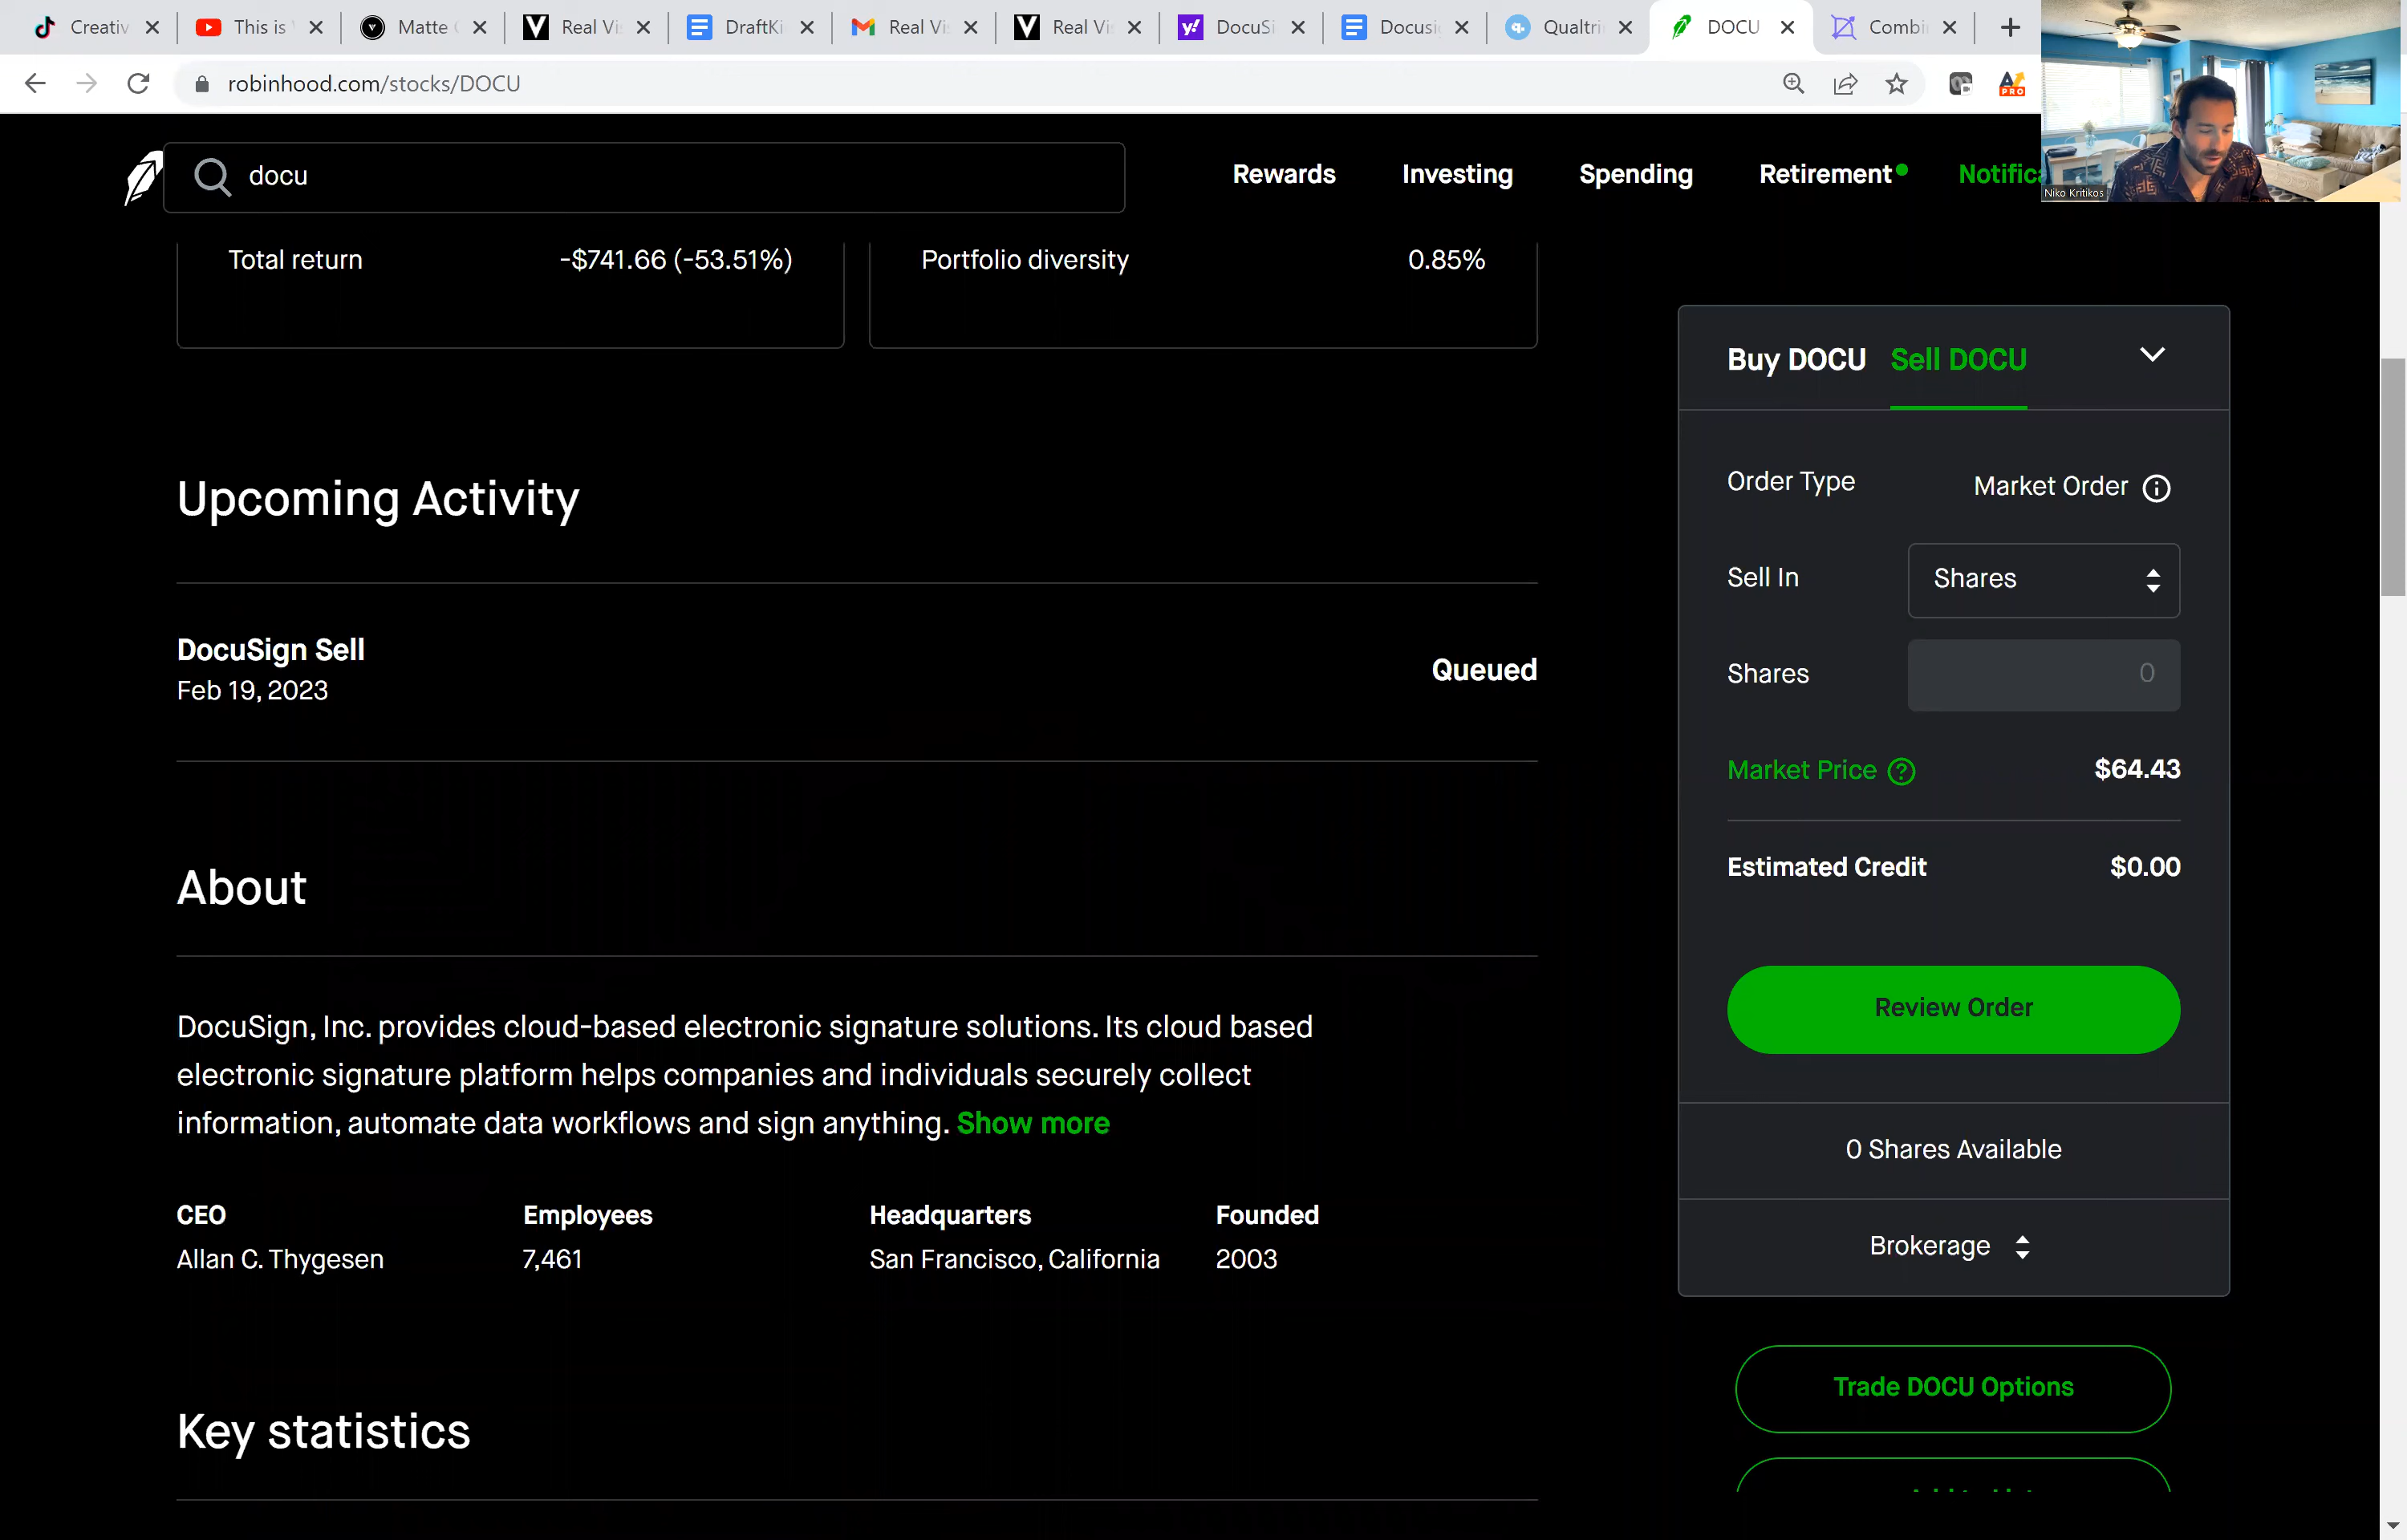 Creativ
This is
Matte
Real Vi
DraftKi
Real Vi
Real Vi
DocuSi
Docusi
Qualtri
DOCU
Combi
robinhood.com/stocks/DOCU
PRO
Niko Kritikos
docu
Rewards
Investing
Spending
Retirement
Notifica
Total return
-$741.66 (-53.51%)
Portfolio diversity
0.85%
Upcoming Activity
DocuSign Sell
Feb 19, 2023
Queued
About
DocuSign, Inc. provides cloud-based electronic signature solutions. Its cloud based
electronic signature platform helps companies and individuals securely collect
information, automate data workflows and sign anything. Show more
CEO
Allan C. Thygesen
Employees
7,461
Headquarters
San Francisco, California
Founded
2003
Key statistics
Buy DOCU
Sell DOCU
Order Type
Market Order
Sell In
Shares
Shares
0
Market Price
$64.43
Estimated Credit
$0.00
Review Order
0 Shares Available
Brokerage
Trade DOCU Options